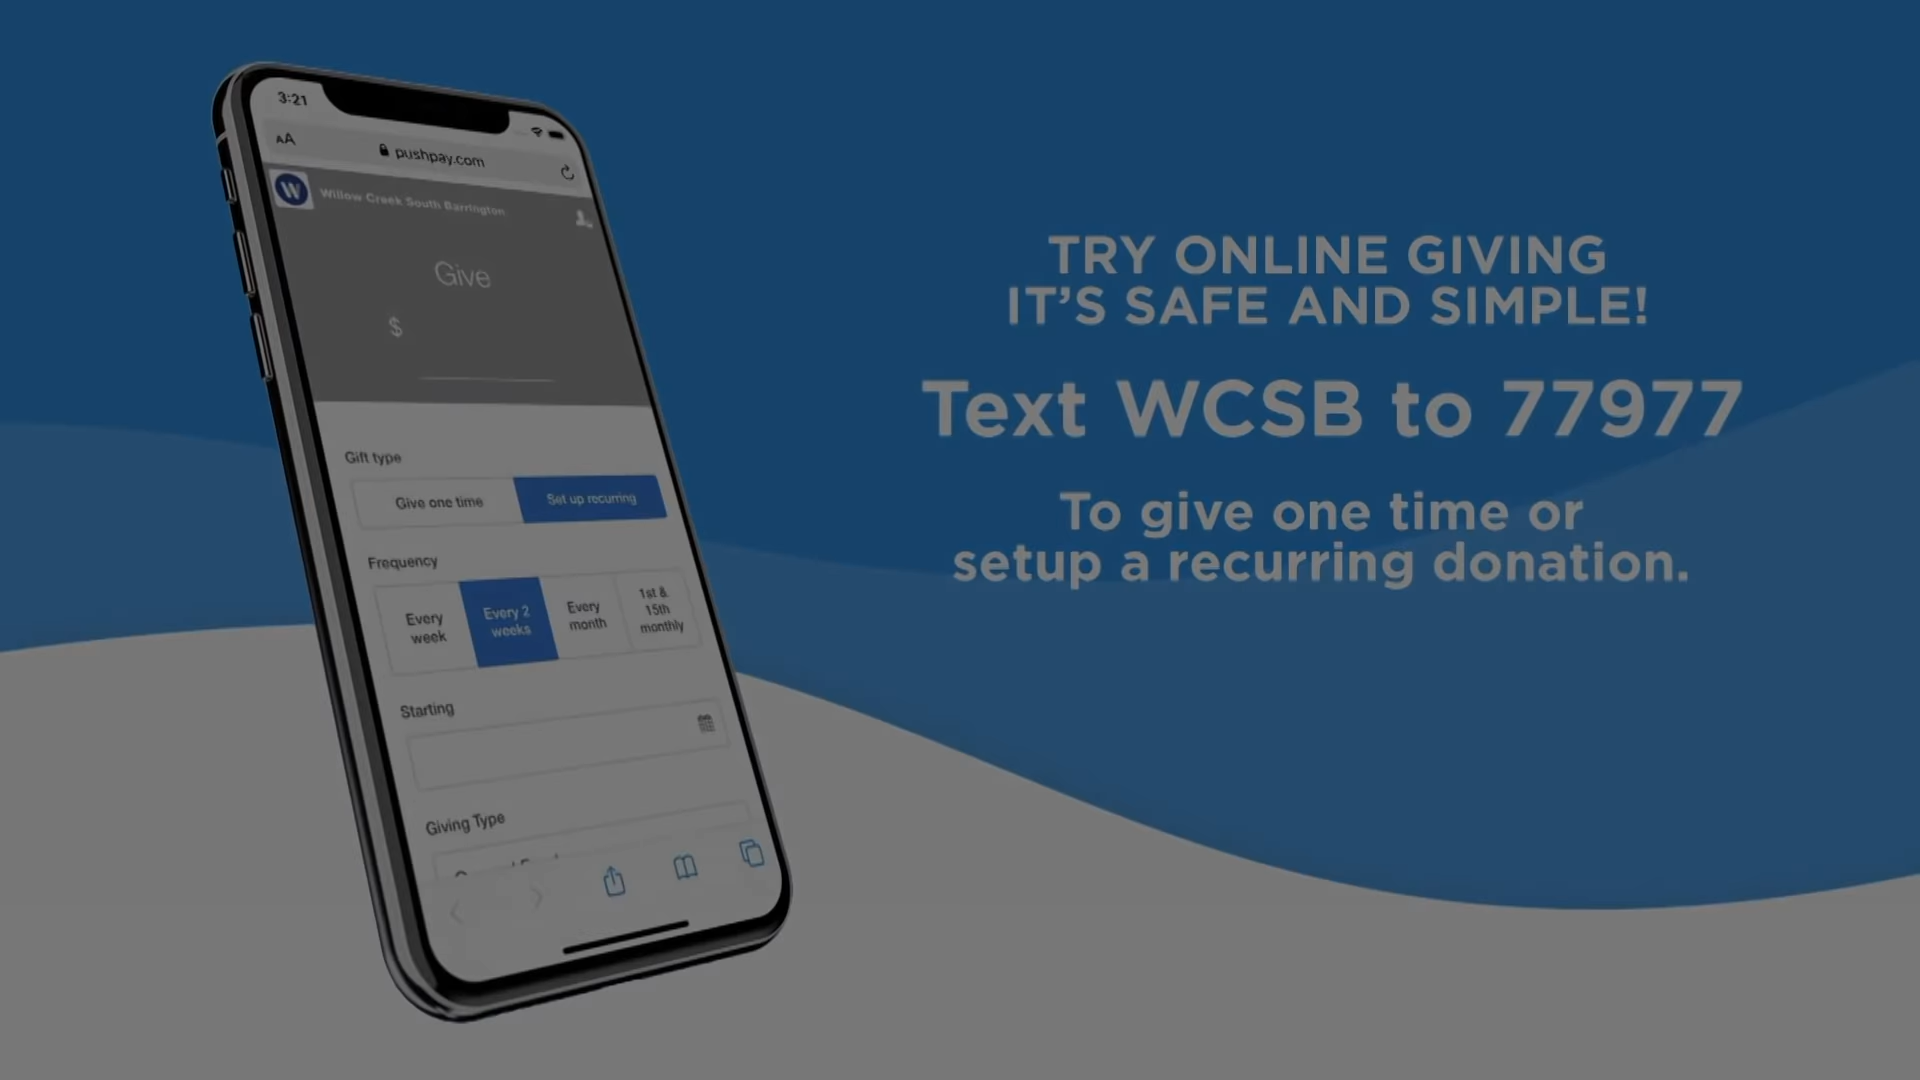 3:21
AA
pushpay.com
W
Willow Creek South Barrington
Give
$
Gift type
Give one time
Set up recurring
Frequency
Every
week
Every 2
weeks
Every
month
1st &
15th
monthly
Starting
Giving Type
TRY ONLINE GIVING
IT'S SAFE AND SIMPLE!
Text WCSB to 77977
To give one time or
setup a recurring donation.